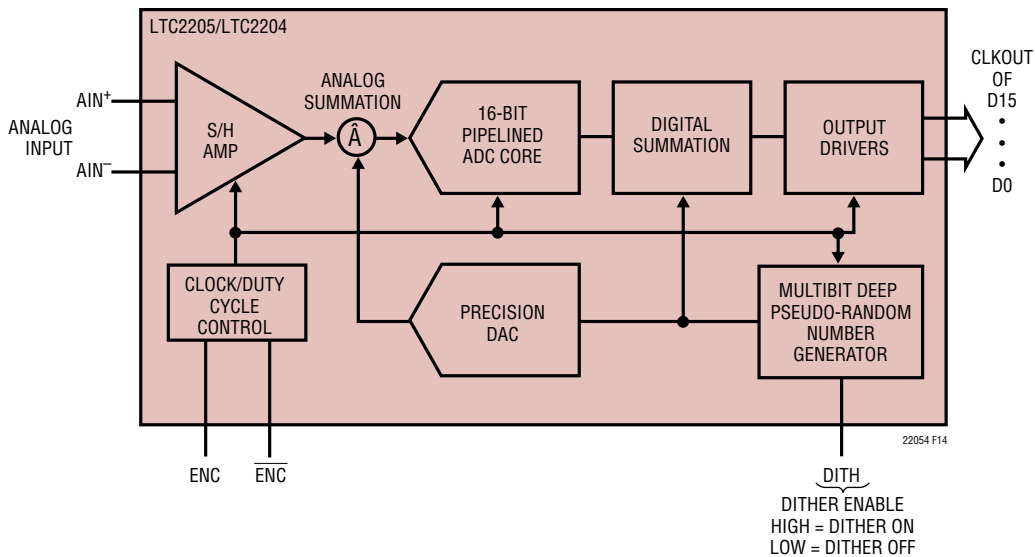 LTC2205/LTC2204
AIN+
ANALOG
INPUT
AIN−
S/H
AMP
ANALOG
SUMMATION
Â
16-BIT
PIPELINED
ADC CORE
DIGITAL
SUMMATION
OUTPUT
DRIVERS
CLKOUT
OF
D15
•
•
•
D0
CLOCK/DUTY
CYCLE
CONTROL
PRECISION
DAC
MULTIBIT DEEP
PSEUDO-RANDOM
NUMBER
GENERATOR
22054 F14
ENC
E̅N̅C̅
DITH
DITHER ENABLE
HIGH = DITHER ON
LOW = DITHER OFF